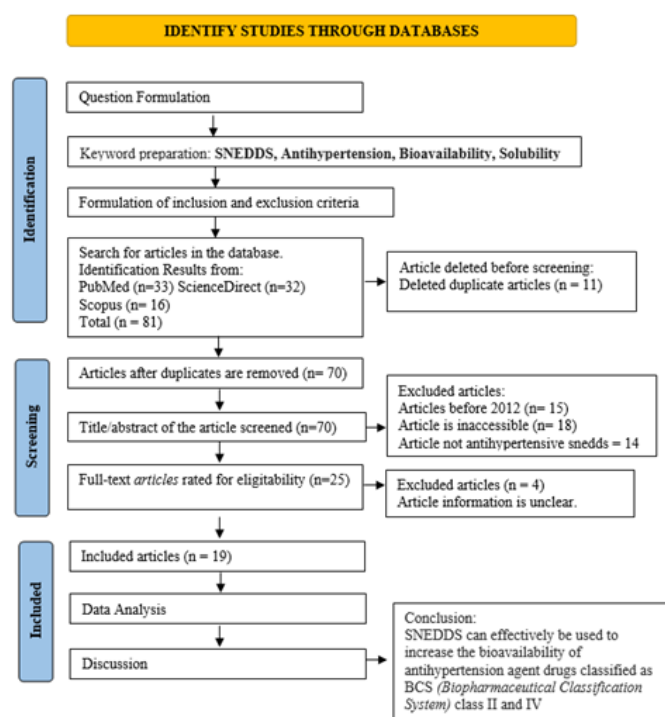 IDENTIFY STUDIES THROUGH DATABASES
Identification
Question Formulation
Keyword preparation: SNEDDS, Antihypertension, Bioavailability, Solubility
Formulation of inclusion and exclusion criteria
Search for articles in the database.
Identification Results from:
PubMed (n=33) ScienceDirect (n=32)
Scopus (n= 16)
Total (n = 81)
Article deleted before screening:
Deleted duplicate articles (n = 11)
Screening
Articles after duplicates are removed (n= 70)
Title/abstract of the article screened (n=70)
Excluded articles:
Articles before 2012 (n= 15)
Article is inaccessible (n= 18)
Article not antihypertensive snedds = 14
Full-text articles rated for eligitability (n=25)
Excluded articles (n = 4)
Article information is unclear.
Included
Included articles (n = 19)
Data Analysis
Discussion
Conclusion:
SNEDDS can effectively be used to
increase the bioavailability of
antihypertension agent drugs classified as
BCS (Biopharmaceutical Classification
System) class II and IV